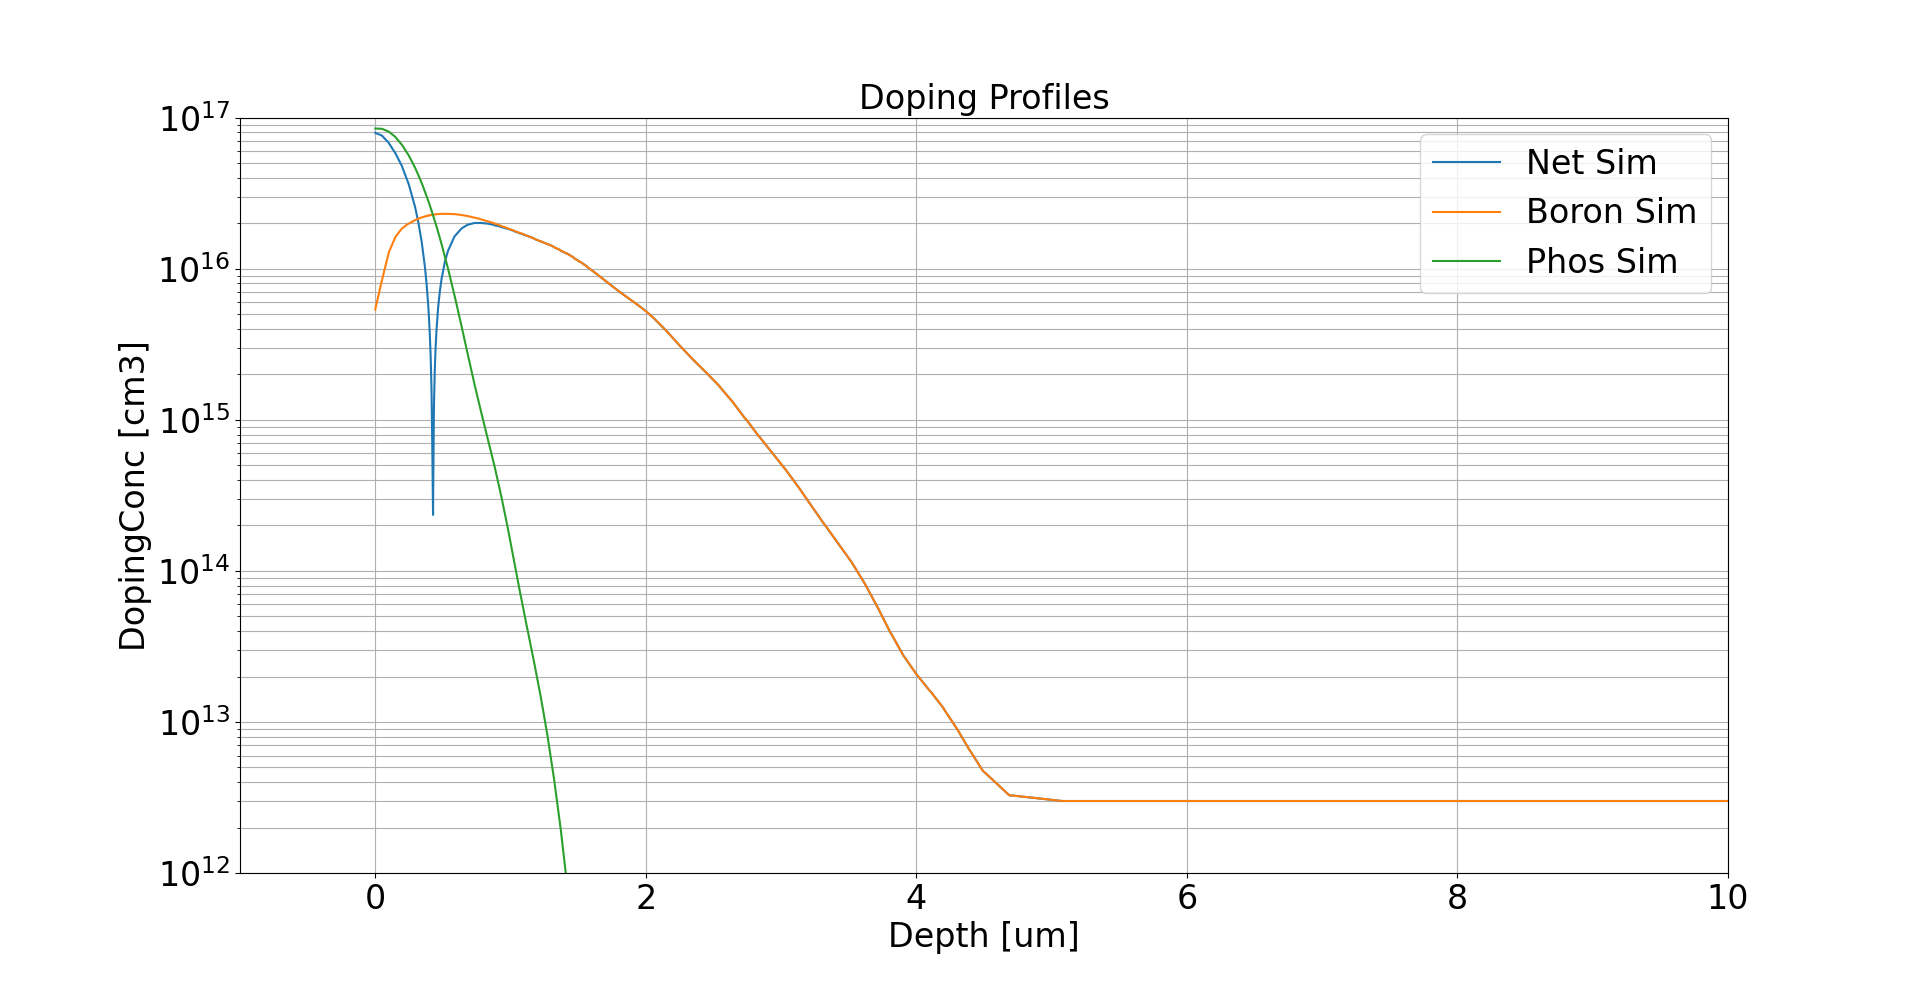 Doping Profiles
10^17
10^16
10^15
10^14
10^13
10^12
DopingConc [cm3]
Net Sim
Boron Sim
Phos Sim
0 2 4 6 8 10
Depth [um]